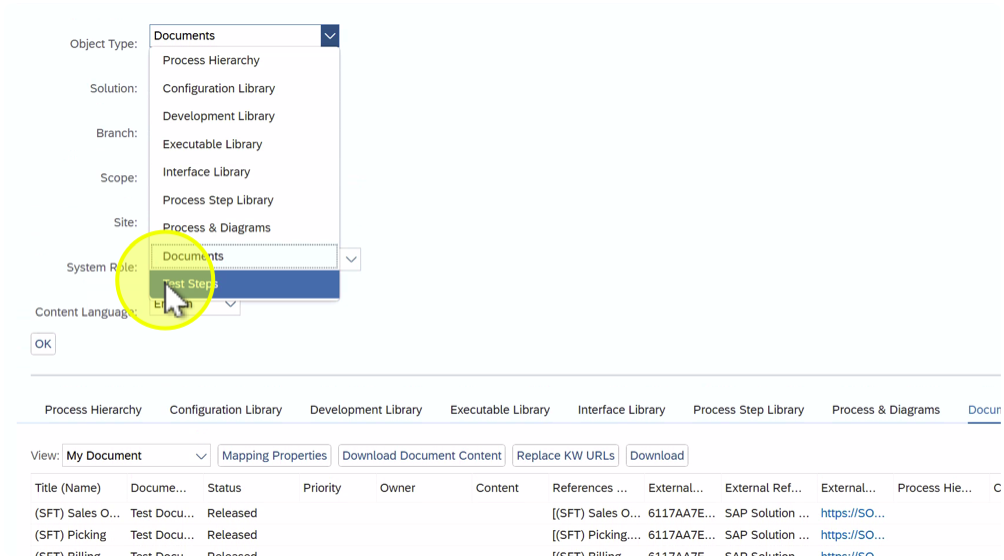 Object Type: Documents
Process Hierarchy
Solution: Configuration Library
Development Library
Branch:
Executable Library
Scope: Interface Library
Process Step Library
Site: Process & Diagrams
System Role: Documents
Test Steps
Content Language: English
OK
Process Hierarchy Configuration Library Development Library Executable Library Interface Library Process Step Library Process & Diagrams Docum
View: My Document Mapping Properties Download Document Content Replace KW URLs Download
Title (Name) Docume... Status Priority Owner Content References ... External... External Ref... External... Process Hie... C
(SFT) Sales O... Test Docu... Released [(SFT) Sales O... 6117AA7E... SAP Solution ... https://SO...
(SFT) Picking Test Docu... Released [(SFT) Picking.... 6117AA7E... SAP Solution ... https://SO...
(SFT) Billing Test Docu... Released [(SFT) Billing... 6117AA7E... SAP Solution ... https://SO...